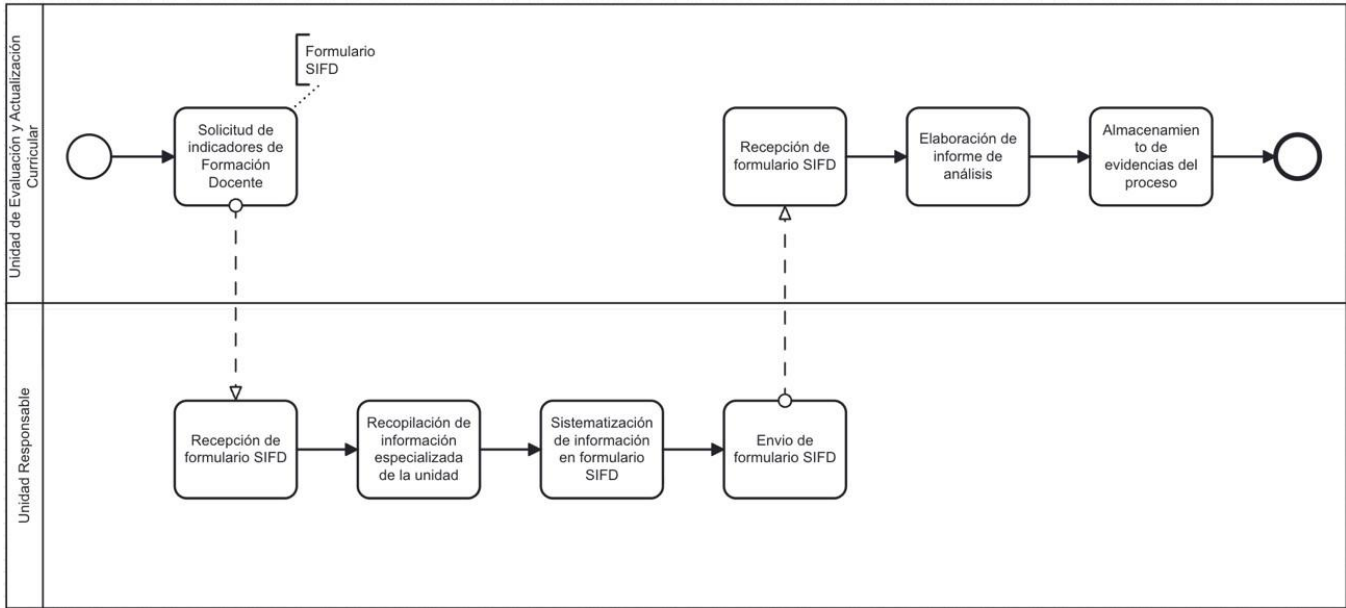 Unidad de Evaluación y Actualización
Curricular
Formulario
SIFD
Solicitud de
indicadores de
Formación
Docente
Recepción de
formulario SIFD
Elaboración de
informe de
análisis
Almacenamien
to de
evidencias del
proceso
Unidad Responsable
Recepción de
formulario SIFD
Recopilación de
información
especializada
de la unidad
Sistematización
de información
en formulario
SIFD
Envio de
formulario SIFD